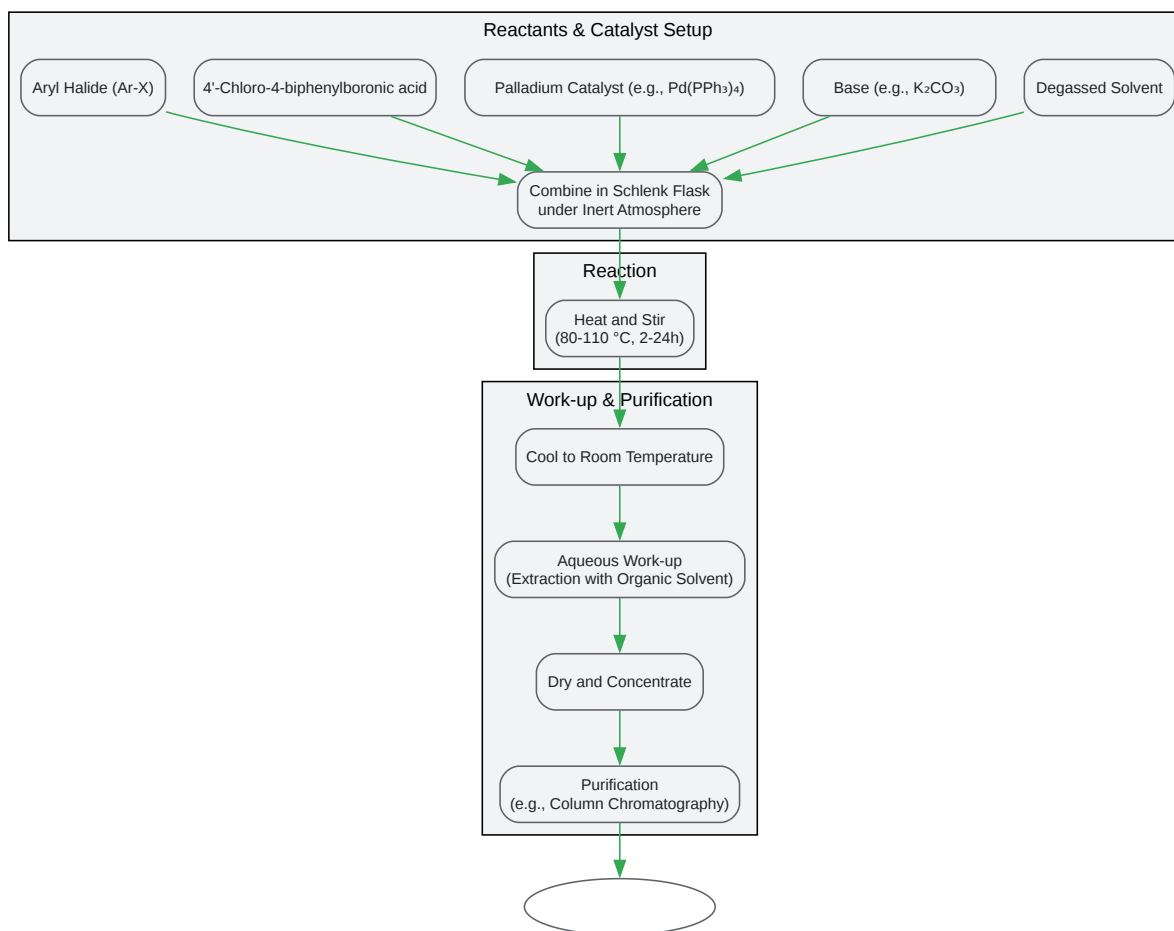 Reactants & Catalyst Setup
Aryl Halide (Ar-X)
4'-Chloro-4-biphenylboronic acid
Palladium Catalyst (e.g., Pd(PPh₃)₄)
Base (e.g., K₂CO₃)
Degassed Solvent
Combine in Schlenk Flask
under Inert Atmosphere
Reaction
Heat and Stir
(80-110 °C, 2-24h)
Work-up & Purification
Cool to Room Temperature
Aqueous Work-up
(Extraction with Organic Solvent)
Dry and Concentrate
Purification
(e.g., Column Chromatography)